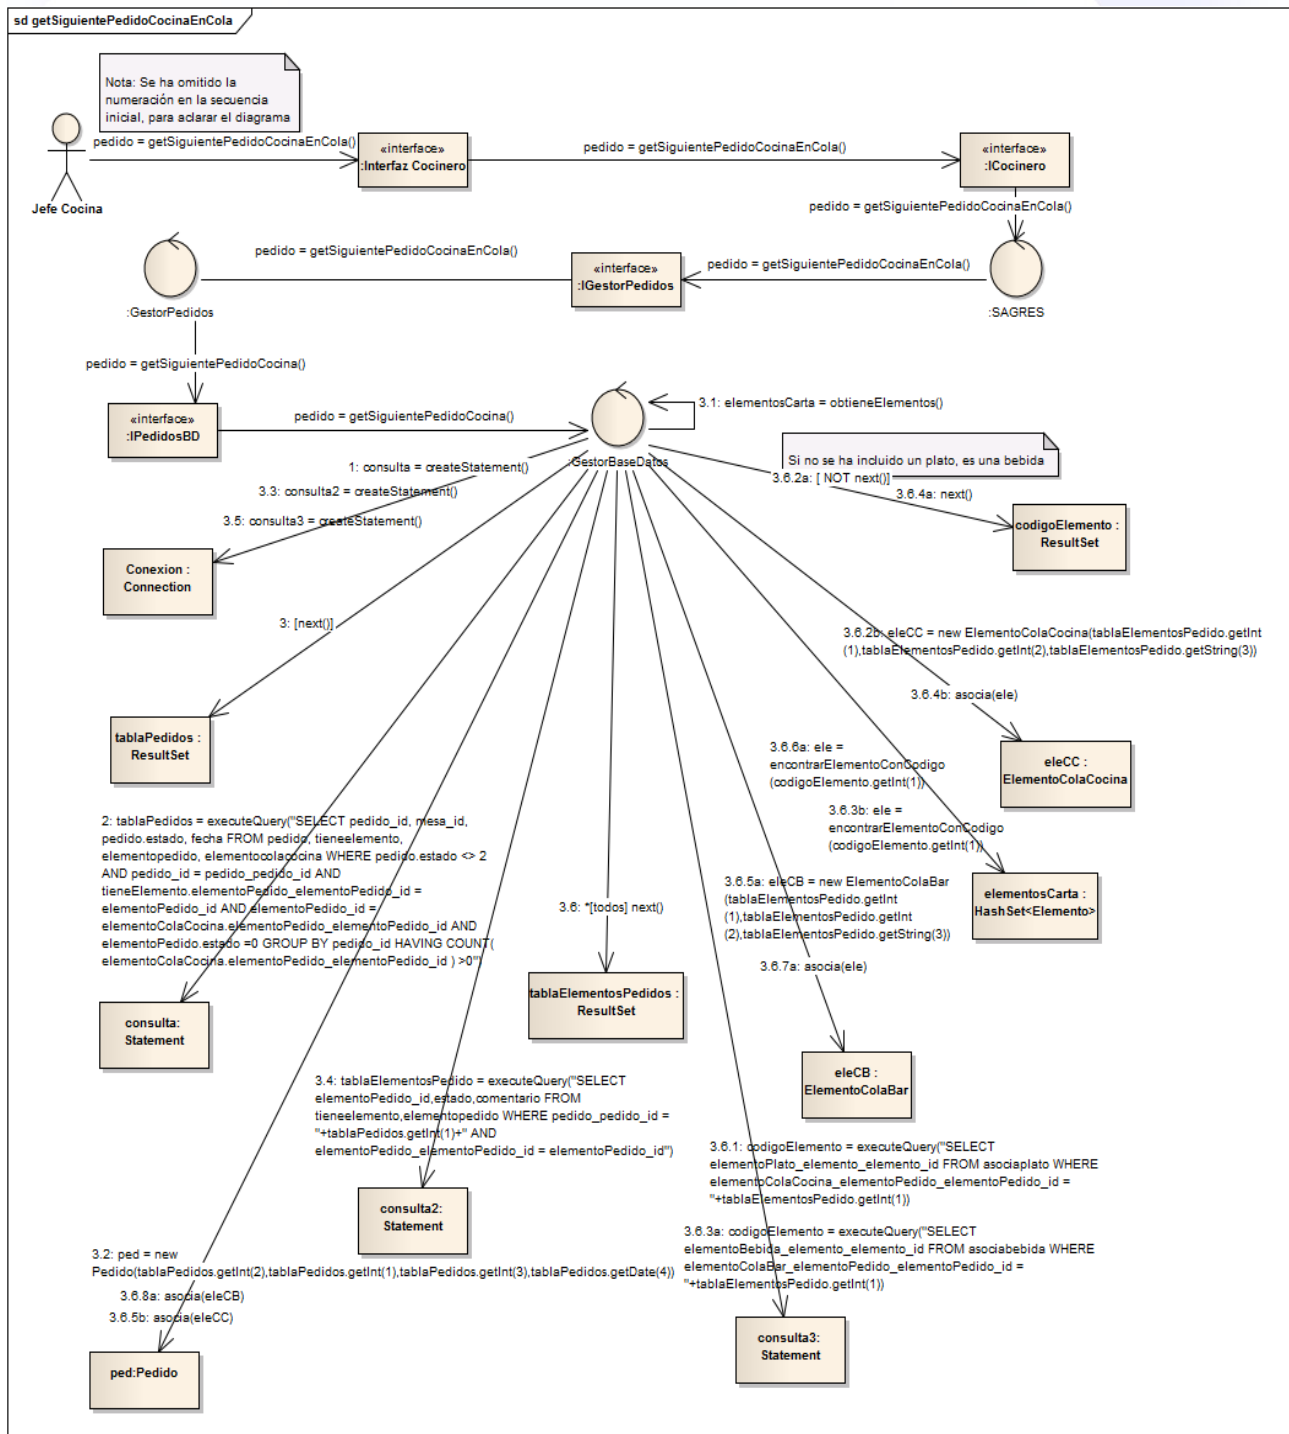 sd getSiguientePedidoCocinaEnCola
Nota: Se ha omitido la
numeración en la secuencia
inicial, para aclarar el diagrama
pedido = getSiguientePedidoCocinaEnCola()
«interface»
:Interfaz Cocinero
pedido = getSiguientePedidoCocinaEnCola()
«interface»
:ICocinero
Jefe Cocina
pedido = getSiguientePedidoCocinaEnCola()
pedido = getSiguientePedidoCocinaEnCola()
«interface»
:IGestorPedidos
pedido = getSiguientePedidoCocinaEnCola()
:GestorPedidos
:SAGRES
pedido = getSiguientePedidoCocina()
«interface»
:IPedidosBD
pedido = getSiguientePedidoCocina()
3.1: elementosCarta = obtieneElementos()
:GestorBaseDatos
Si no se ha incluido un plato, es una bebida
1: consulta = createStatement()
3.3: consulta2 = createStatement()
3.5: consulta3 = createStatement()
3.6.2a: [ NOT next()]
3.6.4a: next()
codigoElemento :
ResultSet
Conexion :
Connection
3: [next()]
3.6.2b: eleCC = new ElementoColaCocina(tablaElementosPedido.getInt
(1),tablaElementosPedido.getInt(2),tablaElementosPedido.getString(3))
3.6.4b: asocia(ele)
tablaPedidos :
ResultSet
eleCC :
ElementoColaCocina
3.6.6a: ele =
encontrarElementoConCodigo
(codigoElemento.getInt(1))
3.6.3b: ele =
encontrarElementoConCodigo
(codigoElemento.getInt(1))
2: tablaPedidos = executeQuery("SELECT pedido_id, mesa_id,
pedido.estado, fecha FROM pedido, tieneelemento,
elementopedido, elementocolacocina WHERE pedido.estado <> 2
AND pedido_id = pedido_pedido_id AND
tieneElemento.elementoPedido_elementoPedido_id =
elementoPedido_id AND elementoPedido_id =
elementoColaCocina.elementoPedido_elementoPedido_id AND
elementoPedido.estado =0 GROUP BY pedido_id HAVING COUNT(
elementoColaCocina.elementoPedido_elementoPedido_id ) >0")
3.6: *[todos] next()
3.6.5a: eleCB = new ElementoColaBar
(tablaElementosPedido.getInt
(1),tablaElementosPedido.getInt
(2),tablaElementosPedido.getString(3))
3.6.7a: asocia(ele)
elementosCarta :
HashSet<Elemento>
tablaElementosPedidos :
ResultSet
consulta:
Statement
eleCB :
ElementoColaBar
3.4: tablaElementosPedido = executeQuery("SELECT
elementoPedido_id,estado,comentario FROM
tieneelemento,elementopedido WHERE pedido_pedido_id =
"+tablaPedidos.getInt(1)+" AND
elementoPedido_elementoPedido_id = elementoPedido_id")
3.6.1: codigoElemento = executeQuery("SELECT
elementoPlato_elemento_elemento_id FROM asociaplato WHERE
elementoColaCocina_elementoPedido_elementoPedido_id =
"+tablaElementosPedido.getInt(1))
consulta2:
Statement
3.6.3a: codigoElemento = executeQuery("SELECT
elementoBebida_elemento_elemento_id FROM asociabebida WHERE
elementoColaBar_elementoPedido_elementoPedido_id =
"+tablaElementosPedido.getInt(1))
3.2: ped = new
Pedido(tablaPedidos.getInt(2),tablaPedidos.getInt(1),tablaPedidos.getInt(3),tablaPedidos.getDate(4))
3.6.8a: asocia(eleCB)
3.6.5b: asocia(eleCC)
consulta3:
Statement
ped:Pedido